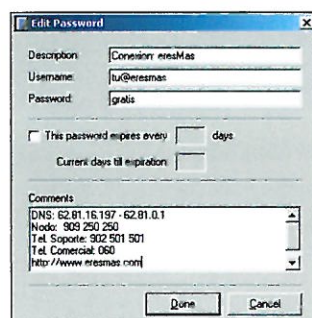 Edit Password
Description: Conexion: eresMas
Username: tu@eresmas
Password: gratis
This password expires every days.
Current days till expiration:
Comments
DNS: 62.81.16.197 - 62.81.0.1
Nodo: 909 250 250
Tel. Soporte: 902 501 501
Tel. Comercial: 060
http://www.eresmas.com
Done Cancel